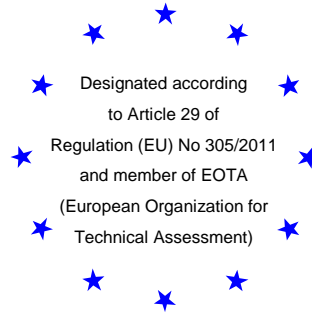 Designated according
to Article 29 of
Regulation (EU) No 305/2011
and member of EOTA
(European Organization for
Technical Assessment)